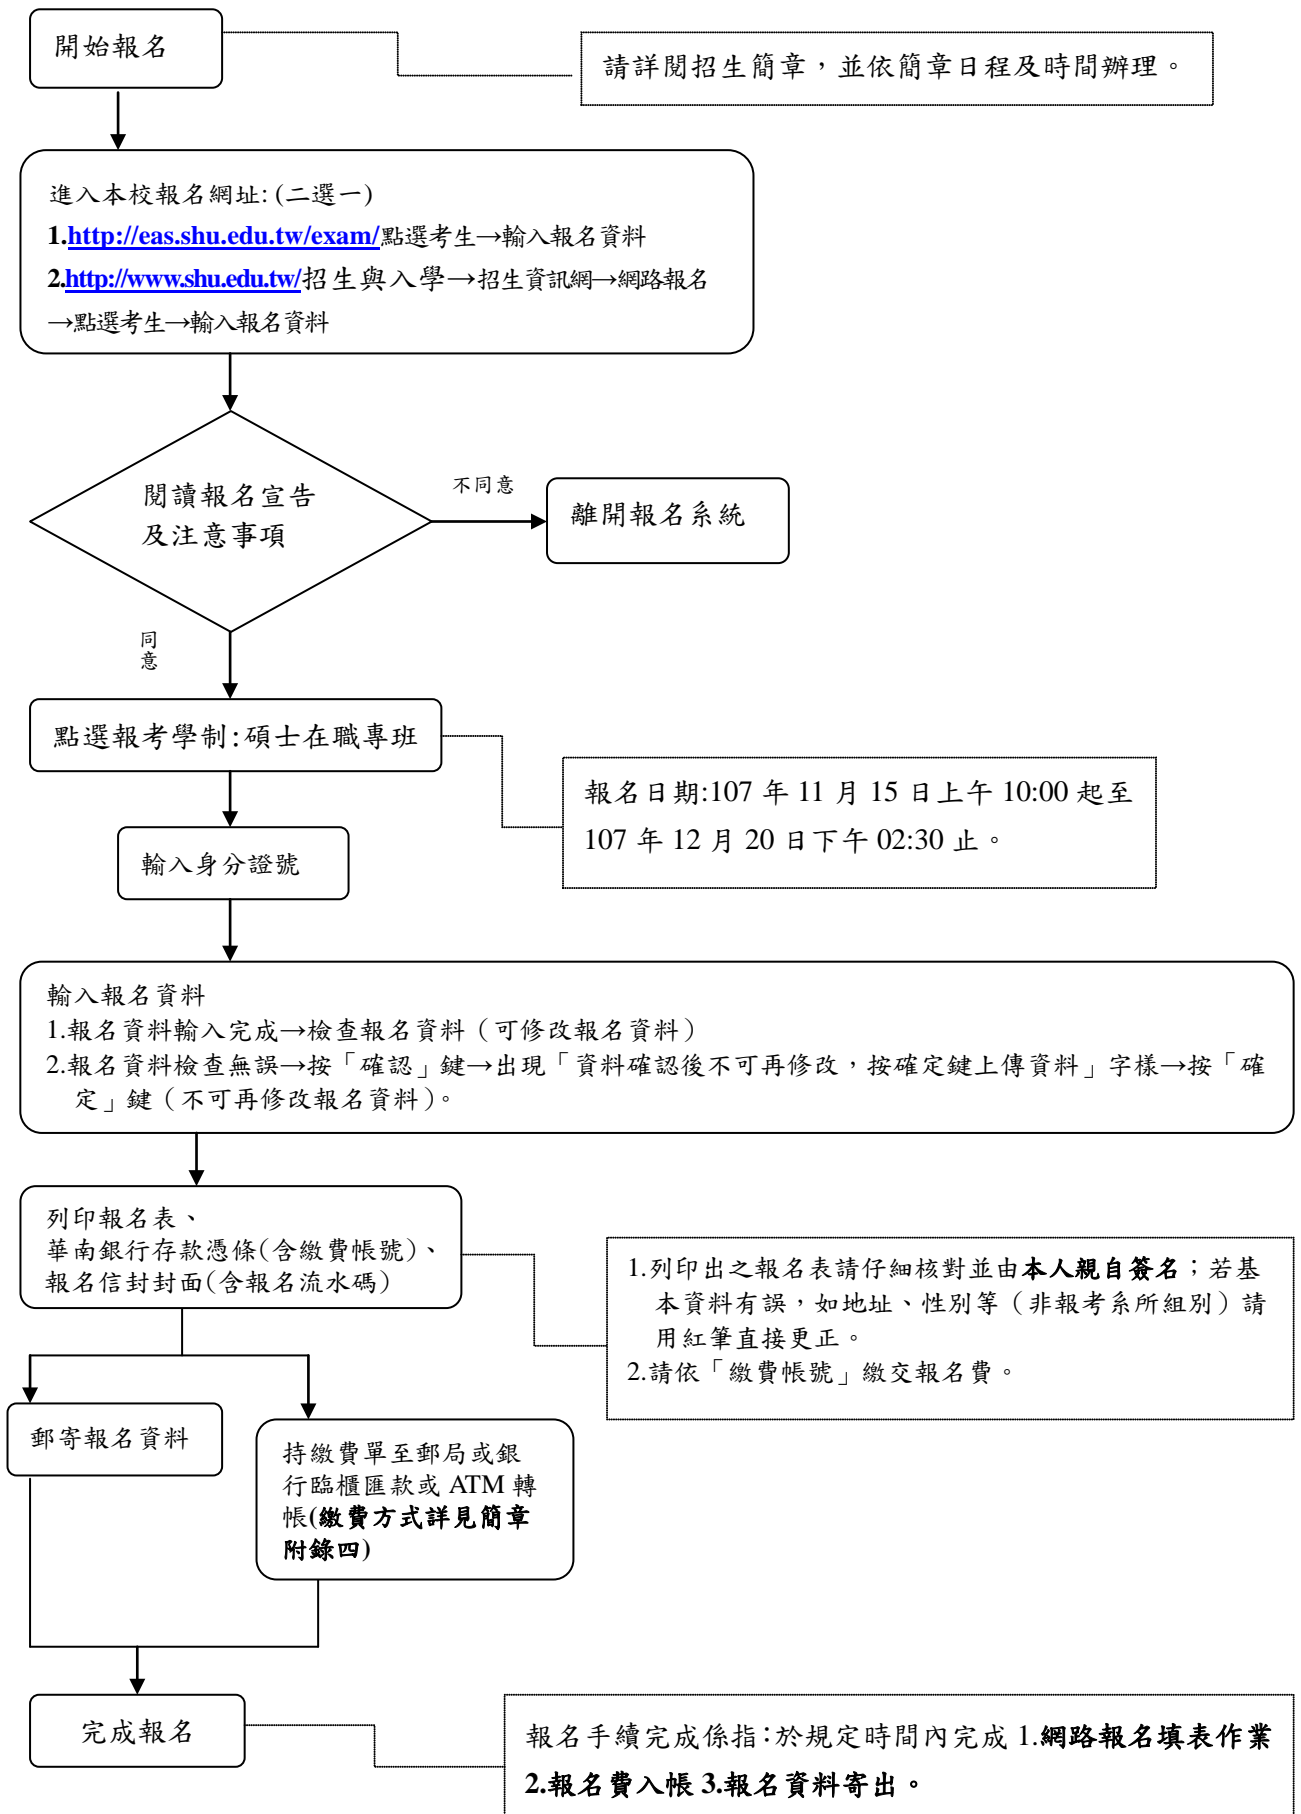 開始報名
請詳閱招生簡章，並依簡章日程及時間辦理。
進入本校報名網址: (二選一)
1.http://eas.shu.edu.tw/exam/點選考生→輸入報名資料
2.http://www.shu.edu.tw/招生與入學→招生資訊網→網路報名
→點選考生→輸入報名資料
閱讀報名宣告
及注意事項
不同意
離開報名系統
同
意
點選報考學制:碩士在職專班
報名日期:107 年 11 月 15 日上午 10:00 起至
107 年 12 月 20 日下午 02:30 止。
輸入身分證號
輸入報名資料
1.報名資料輸入完成→檢查報名資料（可修改報名資料）
2.報名資料檢查無誤→按「確認」鍵→出現「資料確認後不可再修改，按確定鍵上傳資料」字樣→按「確
定」鍵（不可再修改報名資料）。
列印報名表、
華南銀行存款憑條(含繳費帳號)、
報名信封封面(含報名流水碼)
1.列印出之報名表請仔細核對並由本人親自簽名；若基
本資料有誤，如地址、性別等（非報考系所組別）請
用紅筆直接更正。
2.請依「繳費帳號」繳交報名費。
郵寄報名資料
持繳費單至郵局或銀
行臨櫃匯款或 ATM 轉
帳(繳費方式詳見簡章
附錄四)
完成報名
報名手續完成係指:於規定時間內完成 1.網路報名填表作業
2.報名費入帳 3.報名資料寄出。